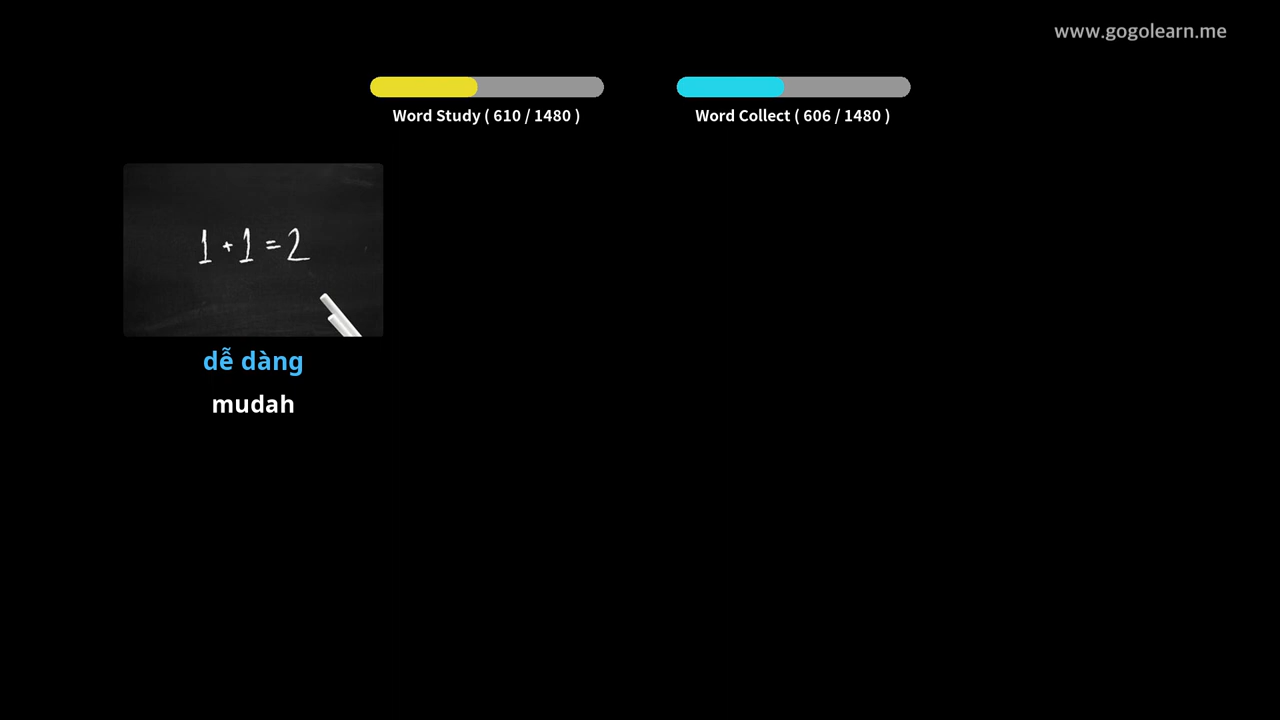 www.gogolearn.me
Word Study ( 610 / 1480 )
Word Collect ( 606 / 1480 )
1 + 1 = 2
dễ dàng
mudah